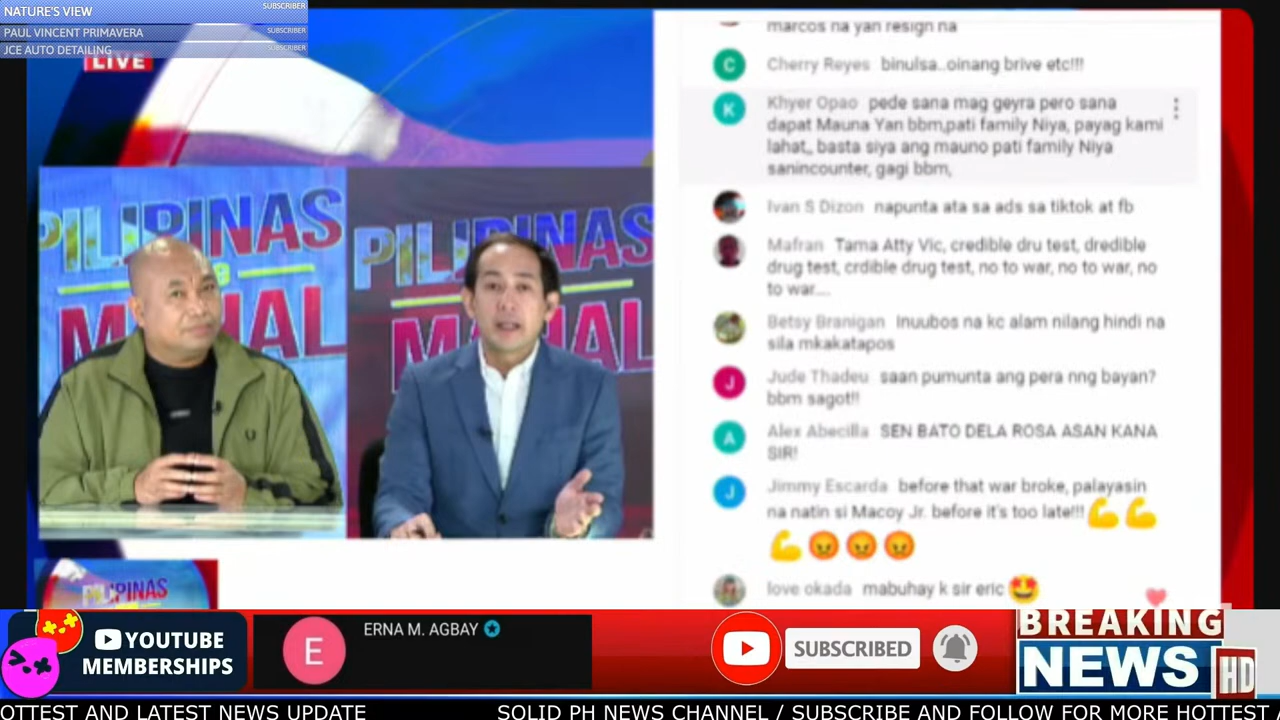 NATURE'S VIEW SUBSCRIBER
PAUL VINCENT PRIMAVERA SUBSCRIBER
JCE AUTO DETAILING SUBSCRIBER
LIVE
PILIPINAS
MAHAL
PILIPINAS
MAHAL
PILIPINAS
marcos na yan resign na
Cherry Reyes binulsa..oinang brive etc!!!
Khyer Opao pede sana mag geyra pero sana
dapat Mauna Yan bbm,pati family Niya, payag kami
lahat,, basta siya ang mauno pati family Niya
sanincounter, gagi bbm,
Ivan S Dizon napunta ata sa ads sa tiktok at fb
Mafran Tama Atty Vic, credible dru test, dredible
drug test, crdible drug test, no to war, no to war, no
to war....
Betsy Branigan Inuubos na kc alam nilang hindi na
sila mkakatapos
Jude Thadeu saan pumunta ang pera nng bayan?
bbm sagot!!
Alex Abecilla SEN BATO DELA ROSA ASAN KANA
SIR!
Jimmy Escarda before that war broke, palayasin
na natin si Macoy Jr. before it's too late!!! 💪💪
💪😡😡😡
love okada mabuhay k sir eric 🤩
YOUTUBE
MEMBERSHIPS
E
ERNA M. AGBAY
SUBSCRIBED
BREAKING
NEWS HD
OTTEST AND LATEST NEWS UPDATE SOLID PH NEWS CHANNEL / SUBSCRIBE AND FOLLOW FOR MORE HOTTEST